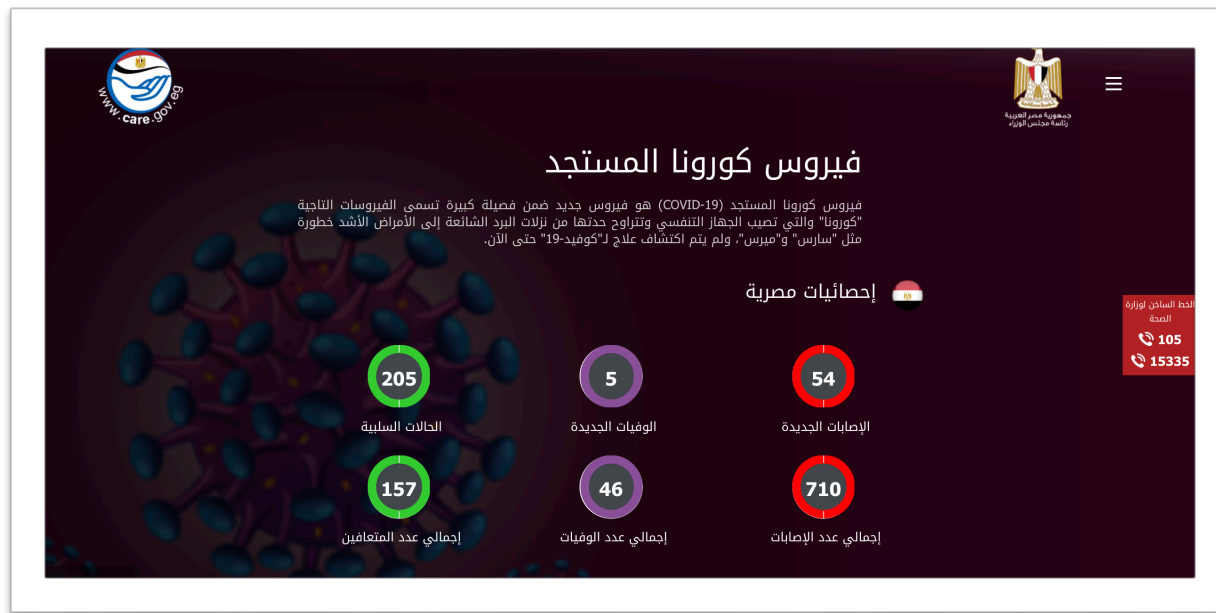 www.care.gov.eg
جمهورية مصر العربية
رئاسة مجلس الوزراء
فيروس كورونا المستجد
فيروس كورونا المستجد (COVID-19) هو فيروس جديد ضمن فصيلة كبيرة تسمى الفيروسات التاجية
"كورونا" والتي تصيب الجهاز التنفسي وتتراوح حدتها من نزلات البرد الشائعة إلى الأمراض الأشد خطورة
مثل "سارس" و"ميرس"، ولم يتم اكتشاف علاج لـ"كوفيد-19" حتى الآن.
إحصائيات مصرية
الخط الساخن لوزارة
الصحة
105
15335
54 5 205
الإصابات الجديدة الوفيات الجديدة الحالات السلبية
710 46 157
إجمالي عدد الإصابات إجمالي عدد الوفيات إجمالي عدد المتعافين